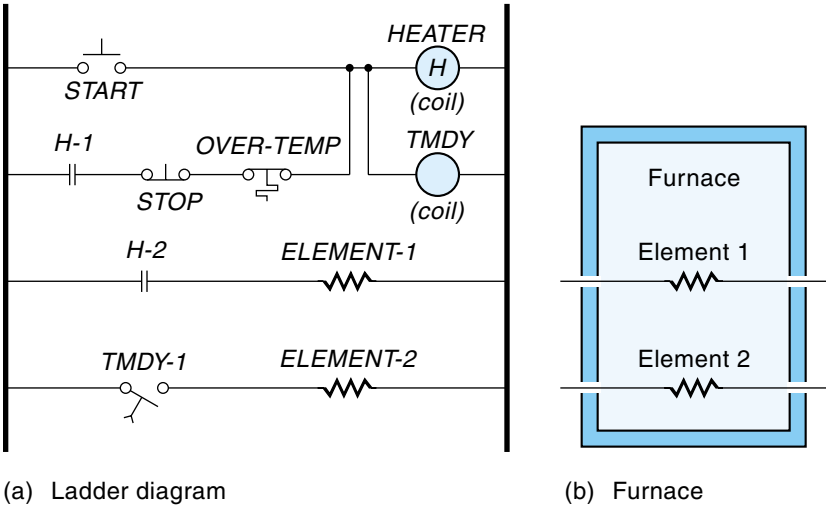 HEATER
H
START
(coil)
H-1
OVER-TEMP
TMDY
STOP
(coil)
H-2
ELEMENT-1
TMDY-1
ELEMENT-2
(a) Ladder diagram
Furnace
Element 1
Element 2
(b) Furnace